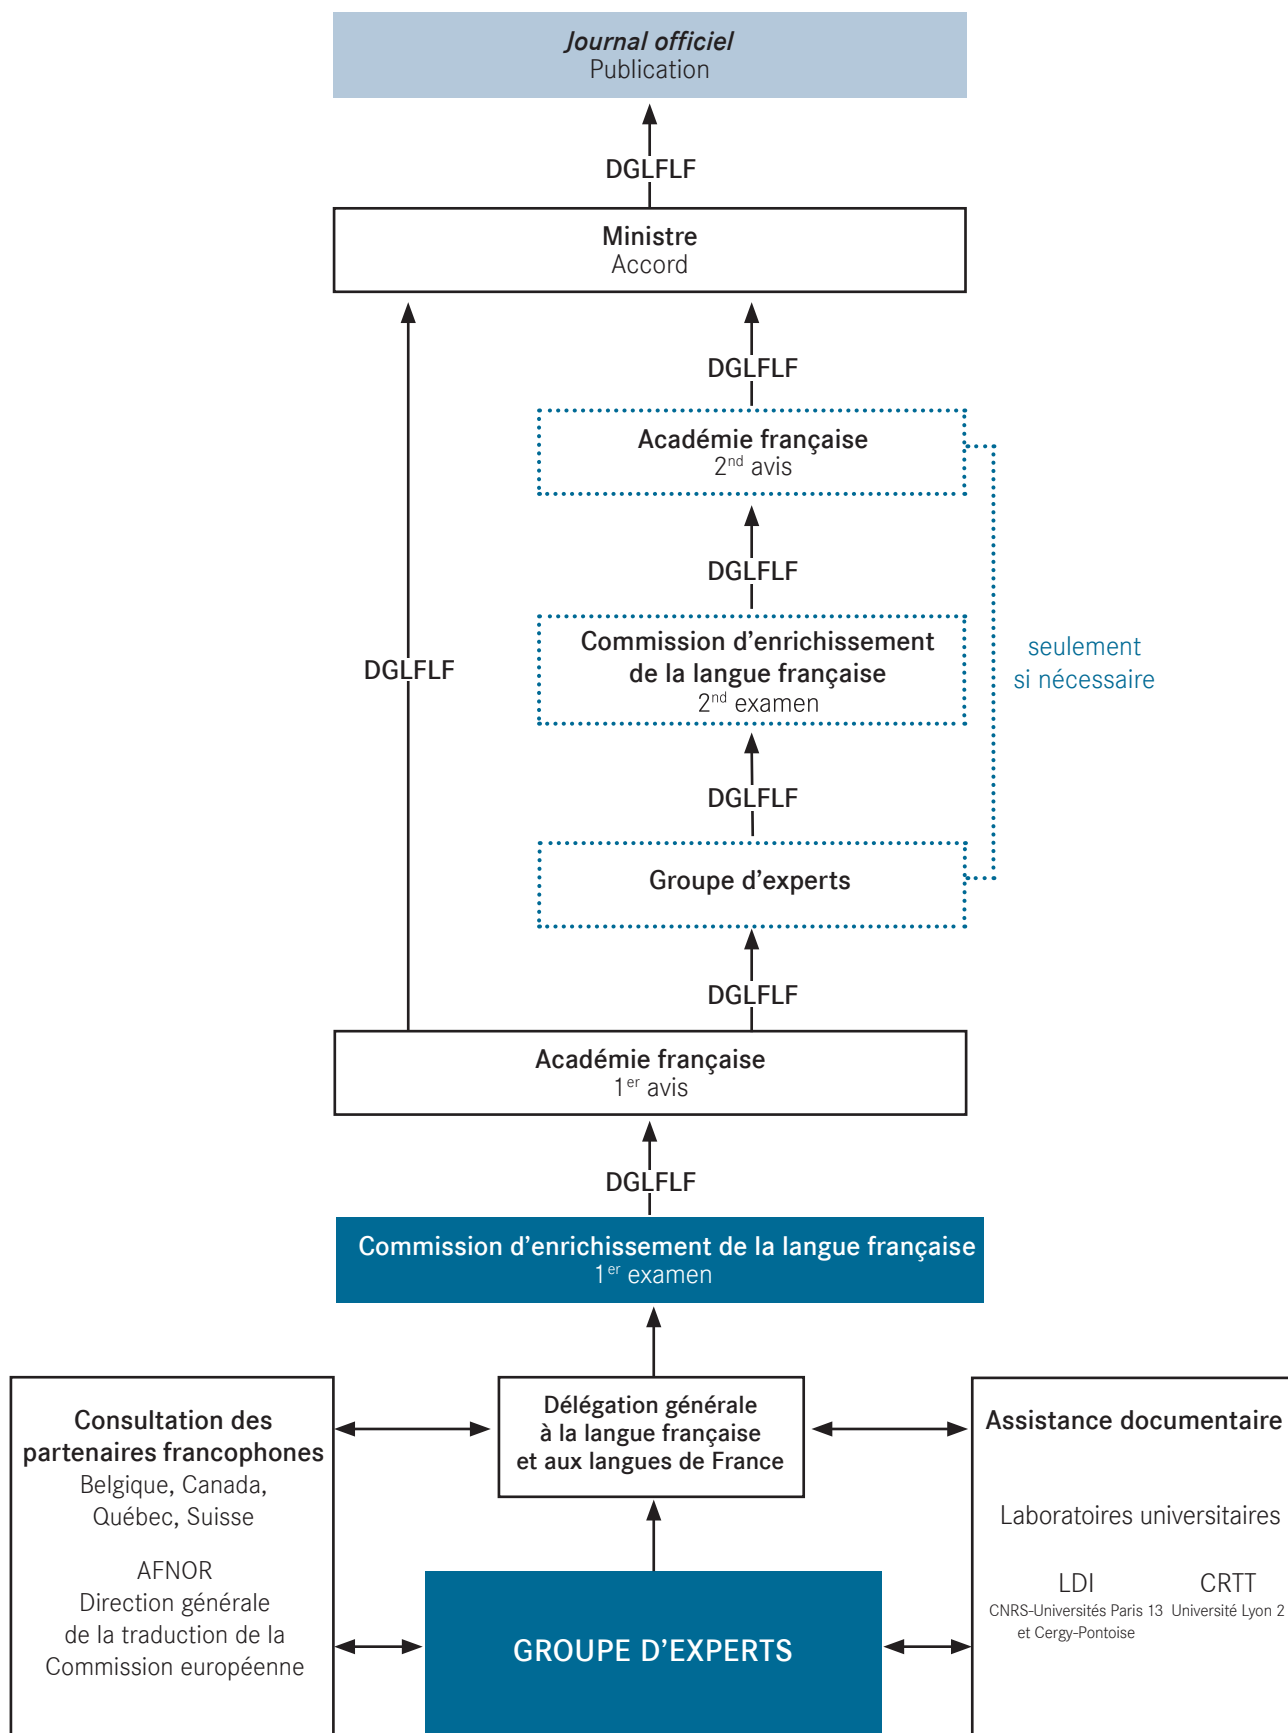 Journal officiel
Publication
DGLFLF
Ministre
Accord
DGLFLF
Académie française
2nd avis
DGLFLF
Commission d'enrichissement
de la langue française
2nd examen
seulement
si nécessaire
DGLFLF
DGLFLF
Groupe d'experts
DGLFLF
Académie française
1er avis
DGLFLF
Commission d'enrichissement de la langue française
1er examen
Consultation des
partenaires francophones
Belgique, Canada,
Québec, Suisse
AFNOR
Direction générale
de la traduction de la
Commission européenne
Délégation générale
à la langue française
et aux langues de France
GROUPE D'EXPERTS
Assistance documentaire
Laboratoires universitaires
LDI
CNRS-Universités Paris 13
et Cergy-Pontoise
CRTT
Université Lyon 2